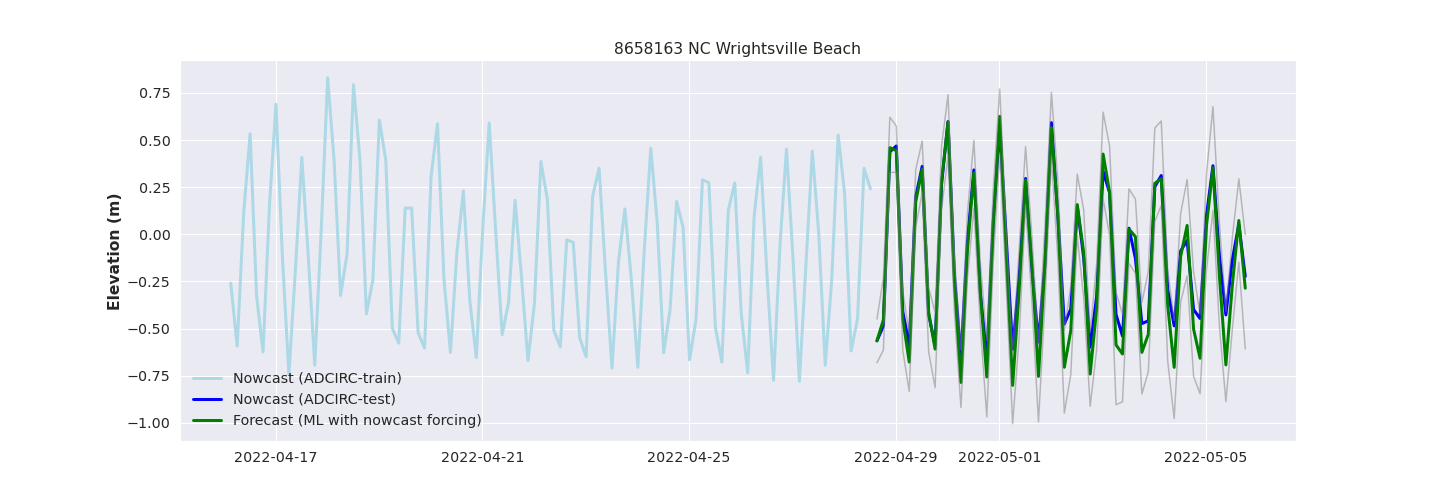 8658163 NC Wrightsville Beach
Elevation (m)
0.75
0.50
0.25
0.00
−0.25
−0.50
−0.75
−1.00
Nowcast (ADCIRC-train)
Nowcast (ADCIRC-test)
Forecast (ML with nowcast forcing)
2022-04-17 2022-04-21 2022-04-25 2022-04-29 2022-05-01 2022-05-05